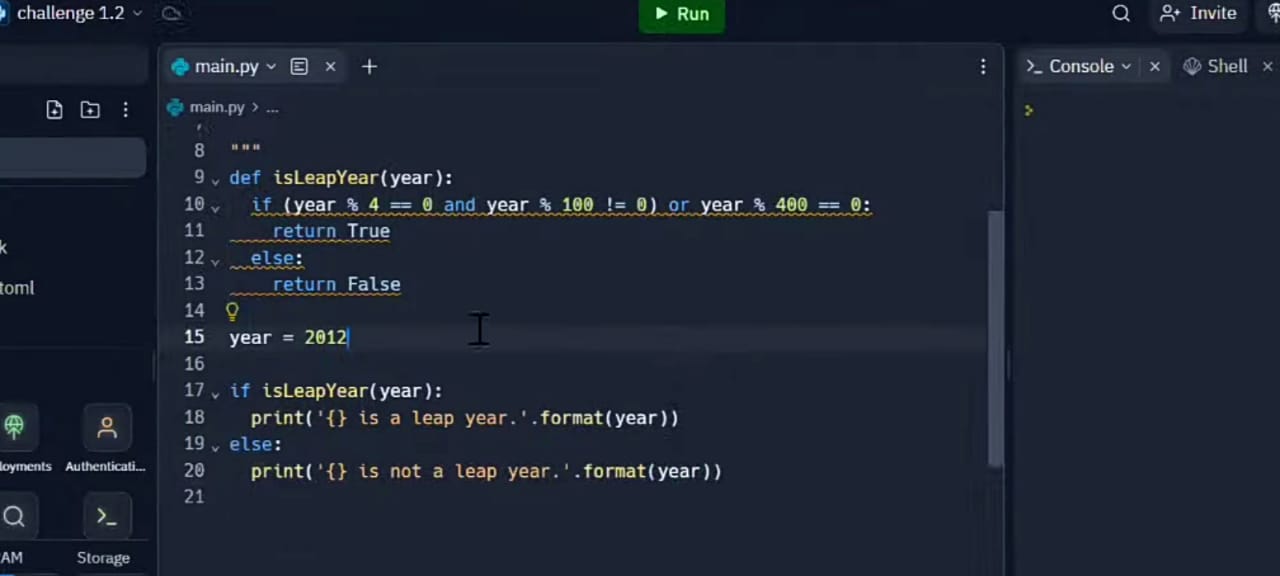 challenge 1.2
Run
Invite
main.py
Console
Shell
main.py > ...
8 """
9 def isLeapYear(year):
10 if (year % 4 == 0 and year % 100 != 0) or year % 400 == 0:
11 return True
12 else:
13 return False
14
15 year = 2012
16
17 if isLeapYear(year):
18 print('{} is a leap year.'.format(year))
19 else:
20 print('{} is not a leap year.'.format(year))
21
k
toml
loyments
Authenticati...
AM
Storage